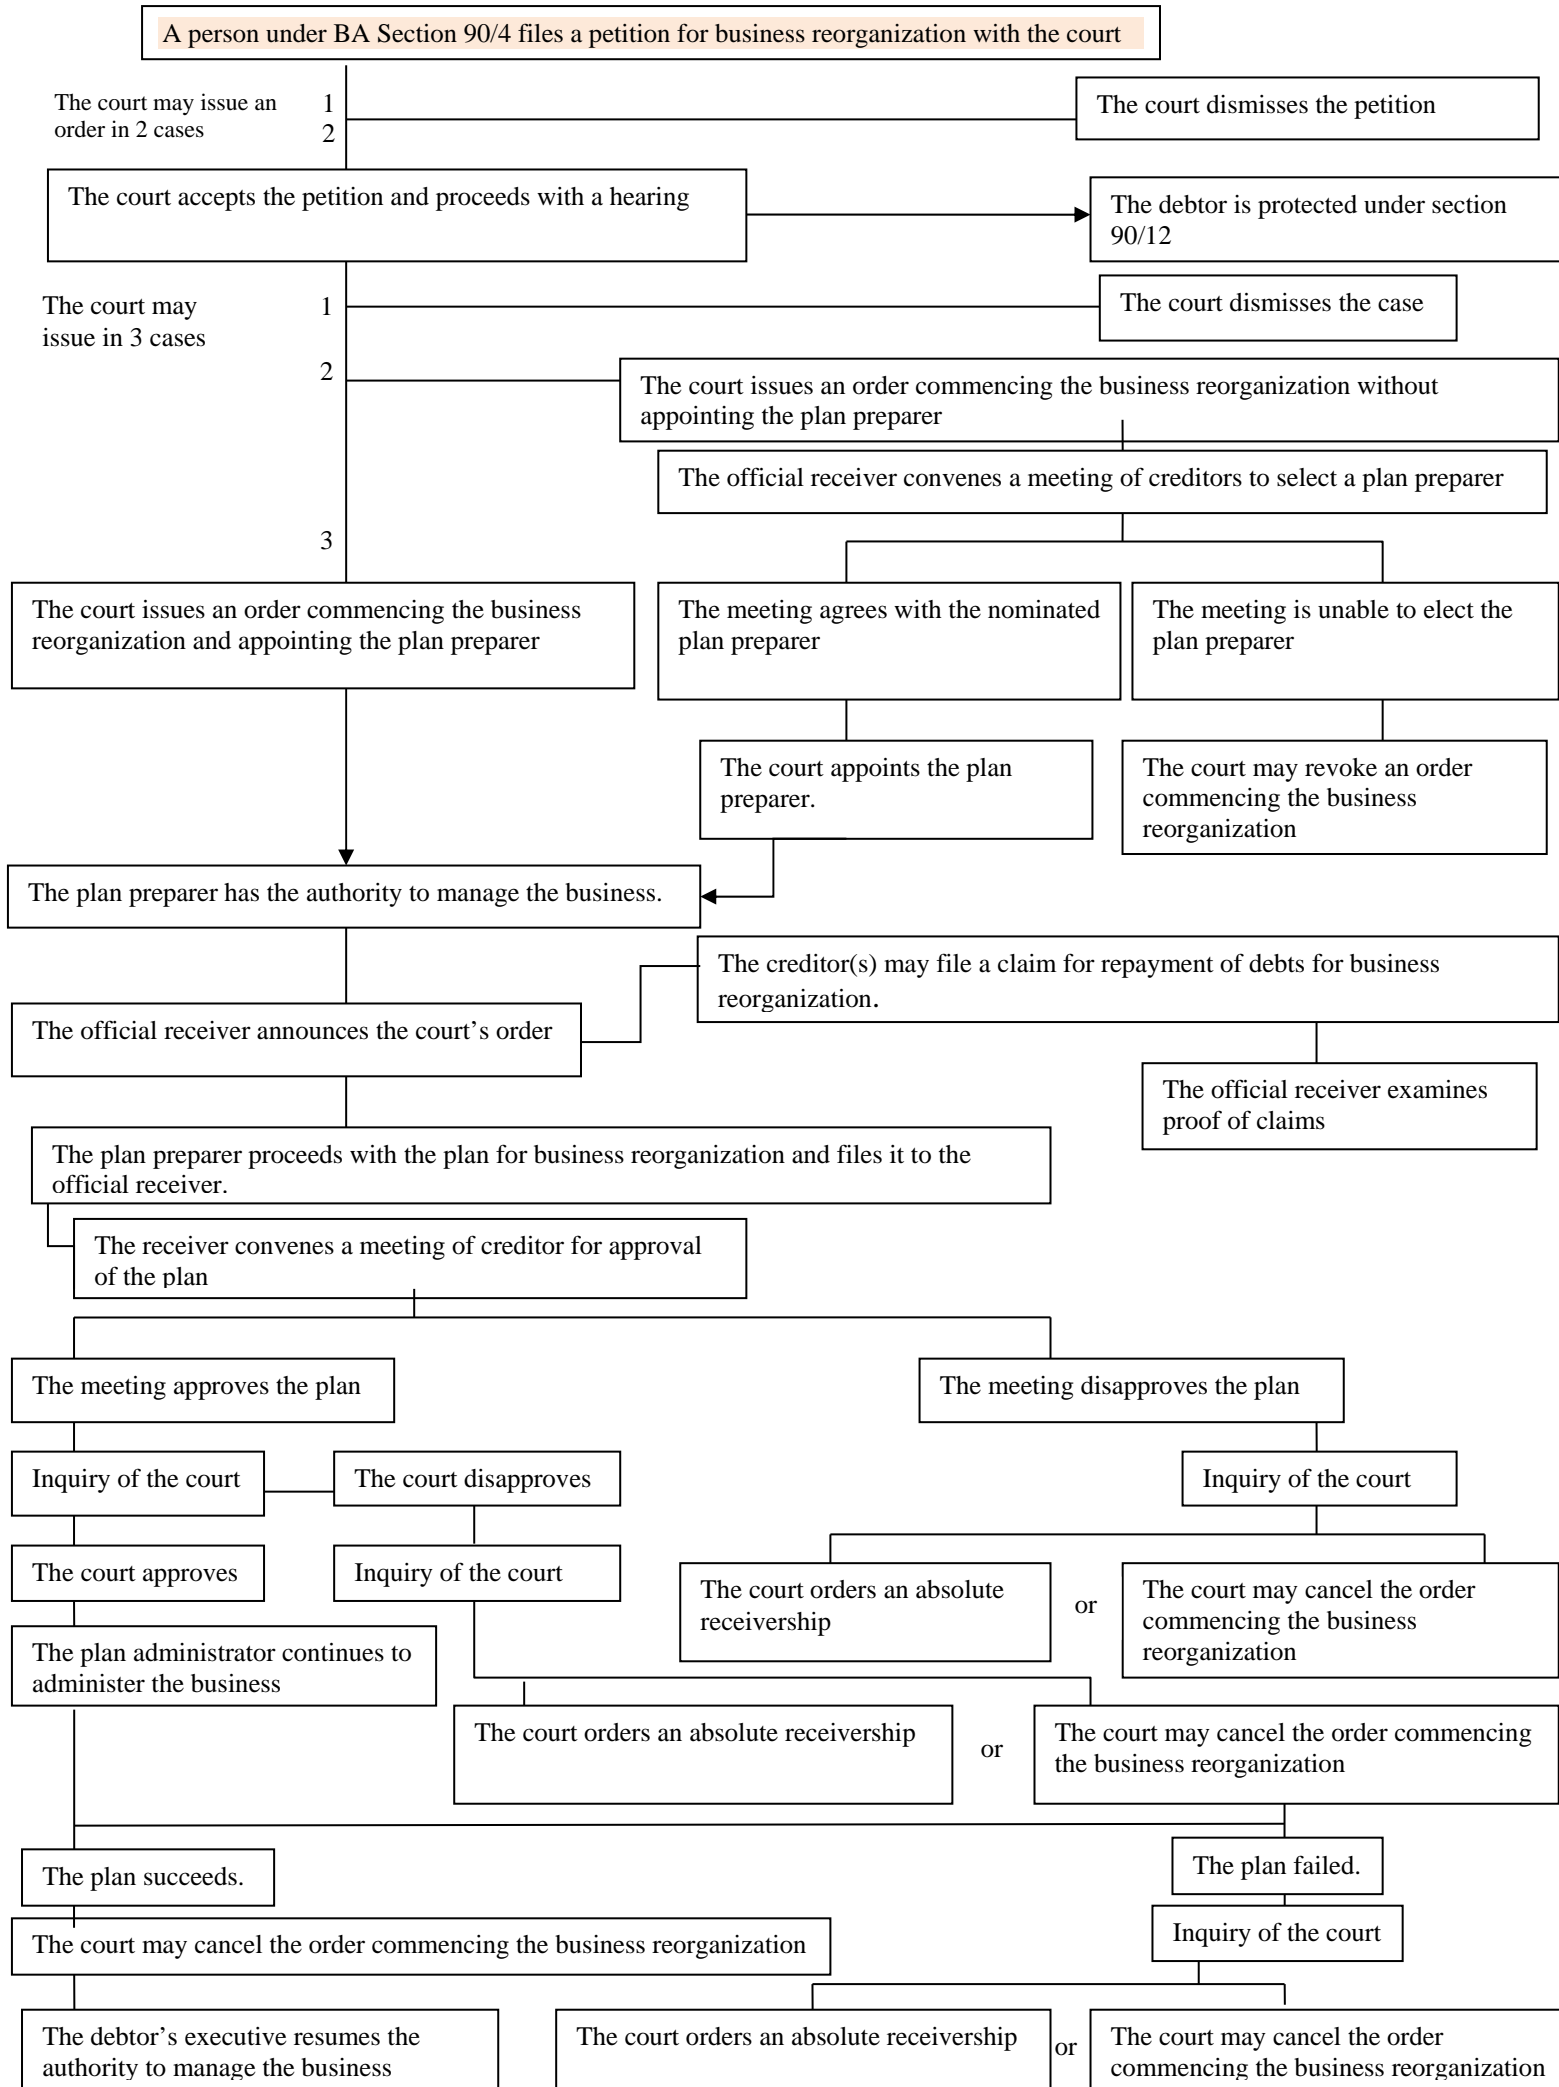 A person under BA Section 90/4 files a petition for business reorganization with the court
The court may issue an
order in 2 cases
1
2
The court dismisses the petition
The court accepts the petition and proceeds with a hearing
The debtor is protected under section
90/12
The court may
issue in 3 cases
1
The court dismisses the case
2
The court issues an order commencing the business reorganization without
appointing the plan preparer
The official receiver convenes a meeting of creditors to select a plan preparer
3
The court issues an order commencing the business
reorganization and appointing the plan preparer
The meeting agrees with the nominated
plan preparer
The meeting is unable to elect the
plan preparer
The court appoints the plan
preparer.
The court may revoke an order
commencing the business
reorganization
The plan preparer has the authority to manage the business.
The creditor(s) may file a claim for repayment of debts for business
reorganization.
The official receiver announces the court’s order
The official receiver examines
proof of claims
The plan preparer proceeds with the plan for business reorganization and files it to the
official receiver.
The receiver convenes a meeting of creditor for approval
of the plan
The meeting approves the plan
The meeting disapproves the plan
Inquiry of the court
The court disapproves
Inquiry of the court
The court approves
Inquiry of the court
The court orders an absolute
receivership
or
The court may cancel the order
commencing the business
reorganization
The plan administrator continues to
administer the business
The court orders an absolute receivership
or
The court may cancel the order commencing
the business reorganization
The plan succeeds.
The plan failed.
The court may cancel the order commencing the business reorganization
Inquiry of the court
The debtor’s executive resumes the
authority to manage the business
The court orders an absolute receivership
or
The court may cancel the order
commencing the business reorganization